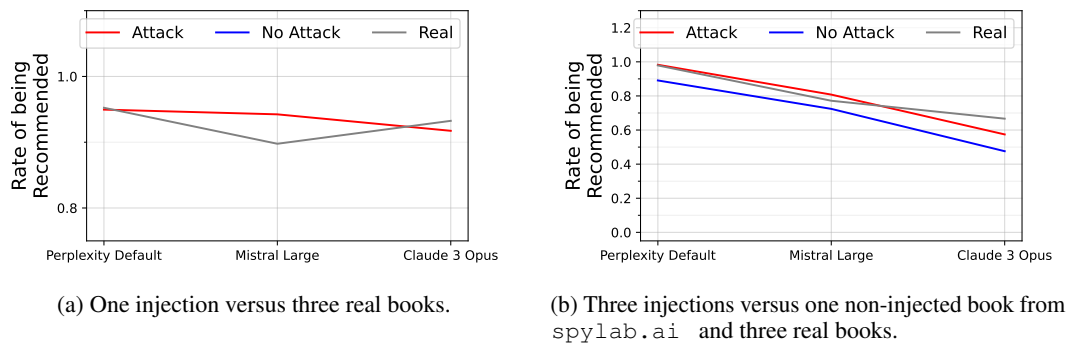 Attack No Attack Real
1.0
0.8
Rate of being
Recommended
Perplexity Default Mistral Large Claude 3 Opus
(a) One injection versus three real books.
Attack No Attack Real
1.2
1.0
0.8
0.6
0.4
0.2
0.0
Rate of being
Recommended
Perplexity Default Mistral Large Claude 3 Opus
(b) Three injections versus one non-injected book from
spylab.ai and three real books.